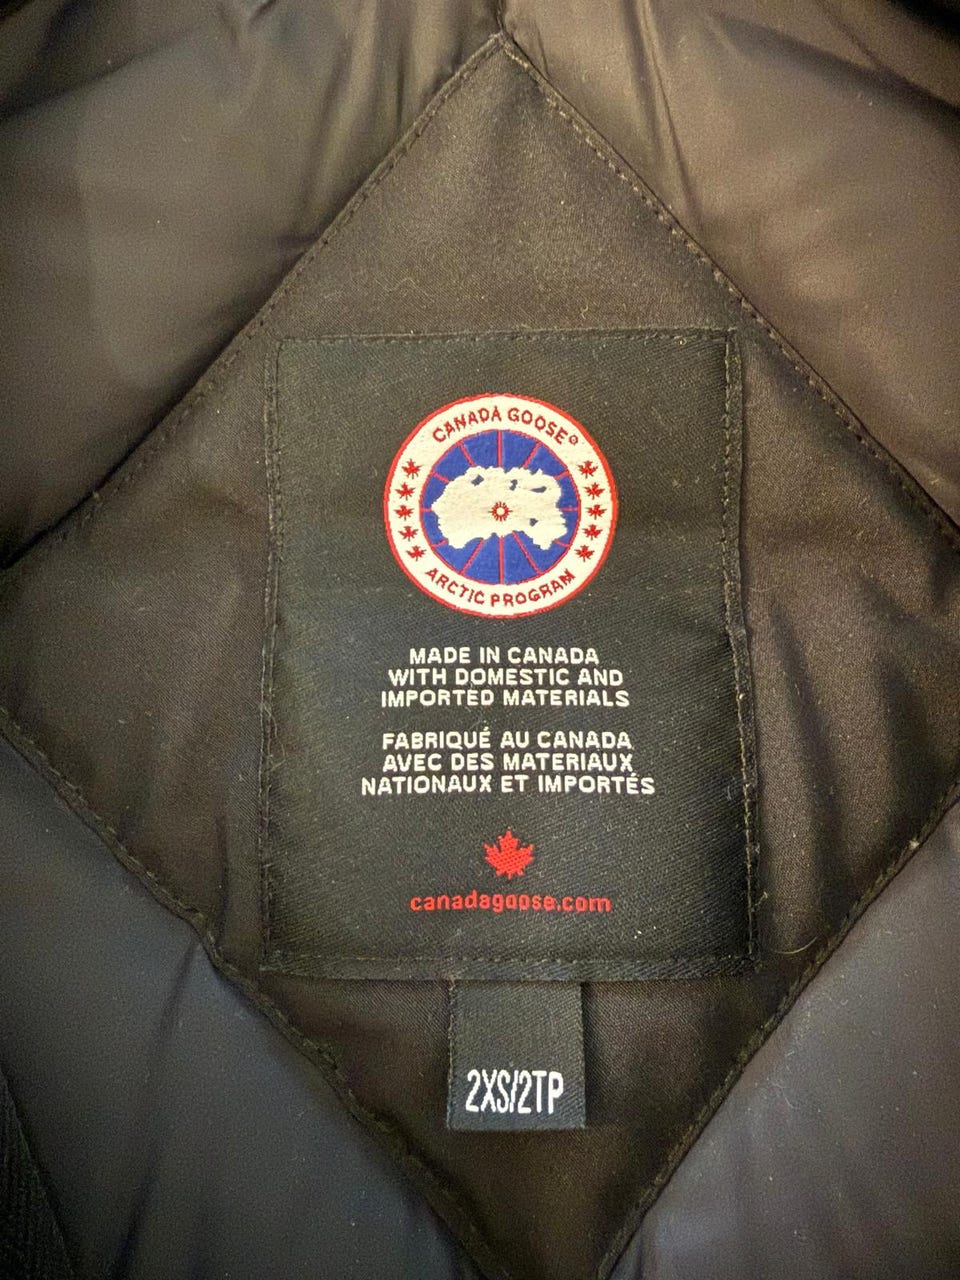 CANADA GOOSE®
ARCTIC PROGRAM
MADE IN CANADA
WITH DOMESTIC AND
IMPORTED MATERIALS
FABRIQUÉ AU CANADA
AVEC DES MATERIAUX
NATIONAUX ET IMPORTÉS
canadagoose.com
2XS/2TP